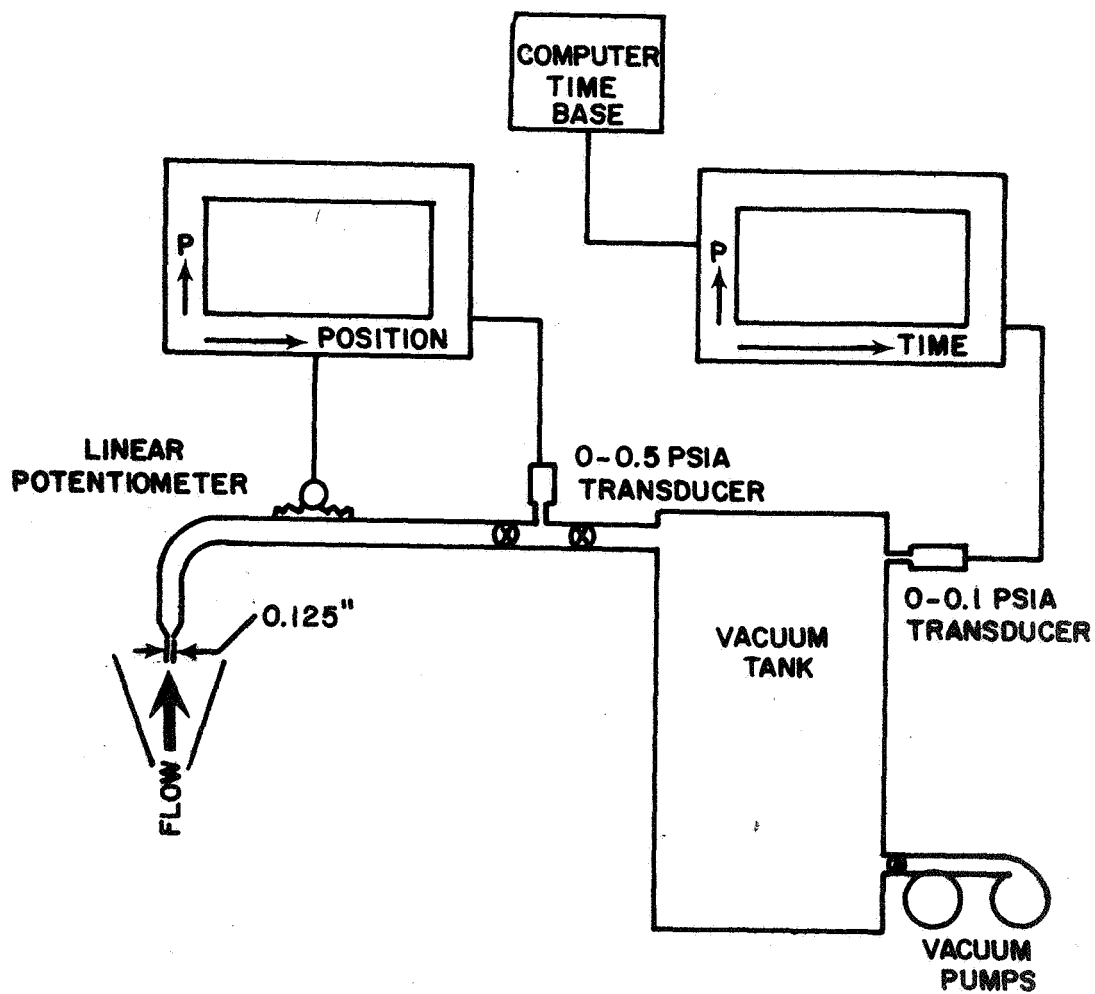 COMPUTER
TIME
BASE
P
POSITION
P
TIME
LINEAR
POTENTIOMETER
0-0.5 PSIA
TRANSDUCER
0.125"
0-0.1 PSIA
TRANSDUCER
VACUUM
TANK
FLOW
VACUUM
PUMPS